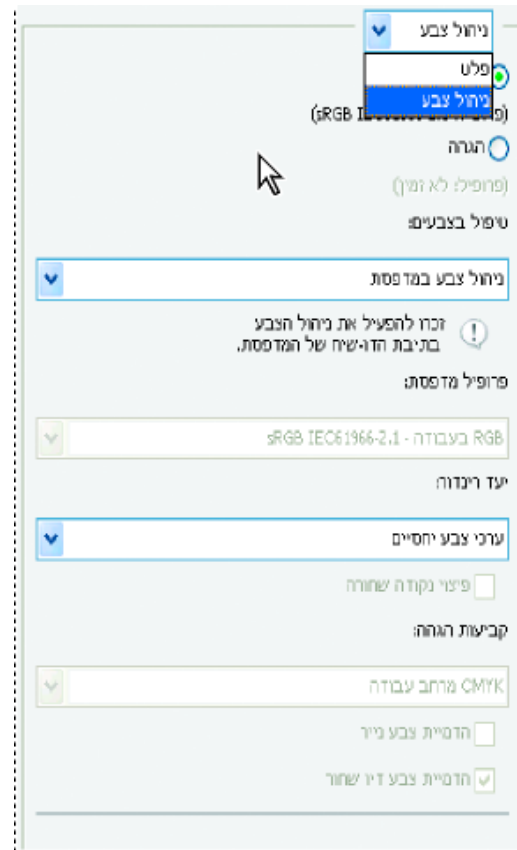 ניהול צבע
פלט
ניהול צבע
(sRGB
הגהה
(פרופיל: לא זמין)
טיפול בצבעים:
ניהול צבע במדפסת
זכרו להפעיל את ניהול הצבע
בתיבת הדו-שיח של המדפסת.
פרופיל מדפסת:
RGB בעבודה - sRGB IEC61966-2.1
יעד רינדור:
ערכי צבע יחסיים
פיצוי נקודה שחורה
קביעות הגהה:
CMYK מרחב עבודה
הדמיית צבע נייר
הדמיית צבע דיו שחור